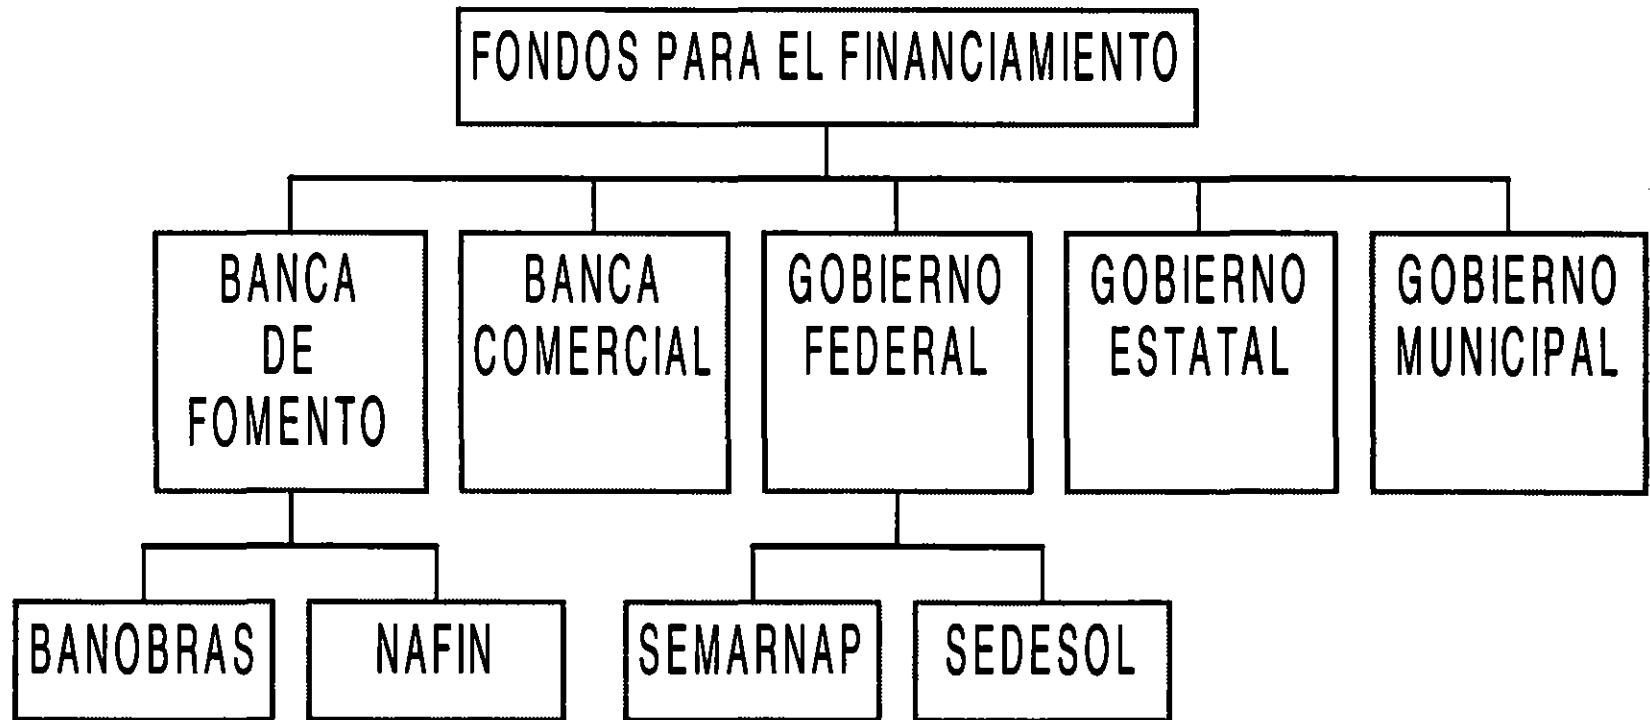 FONDOS PARA EL FINANCIAMIENTO
BANCA
DE
FOMENTO
BANCA
COMERCIAL
GOBIERNO
FEDERAL
GOBIERNO
ESTATAL
GOBIERNO
MUNICIPAL
BANOBRAS
NAFIN
SEMARNAP
SEDESOL